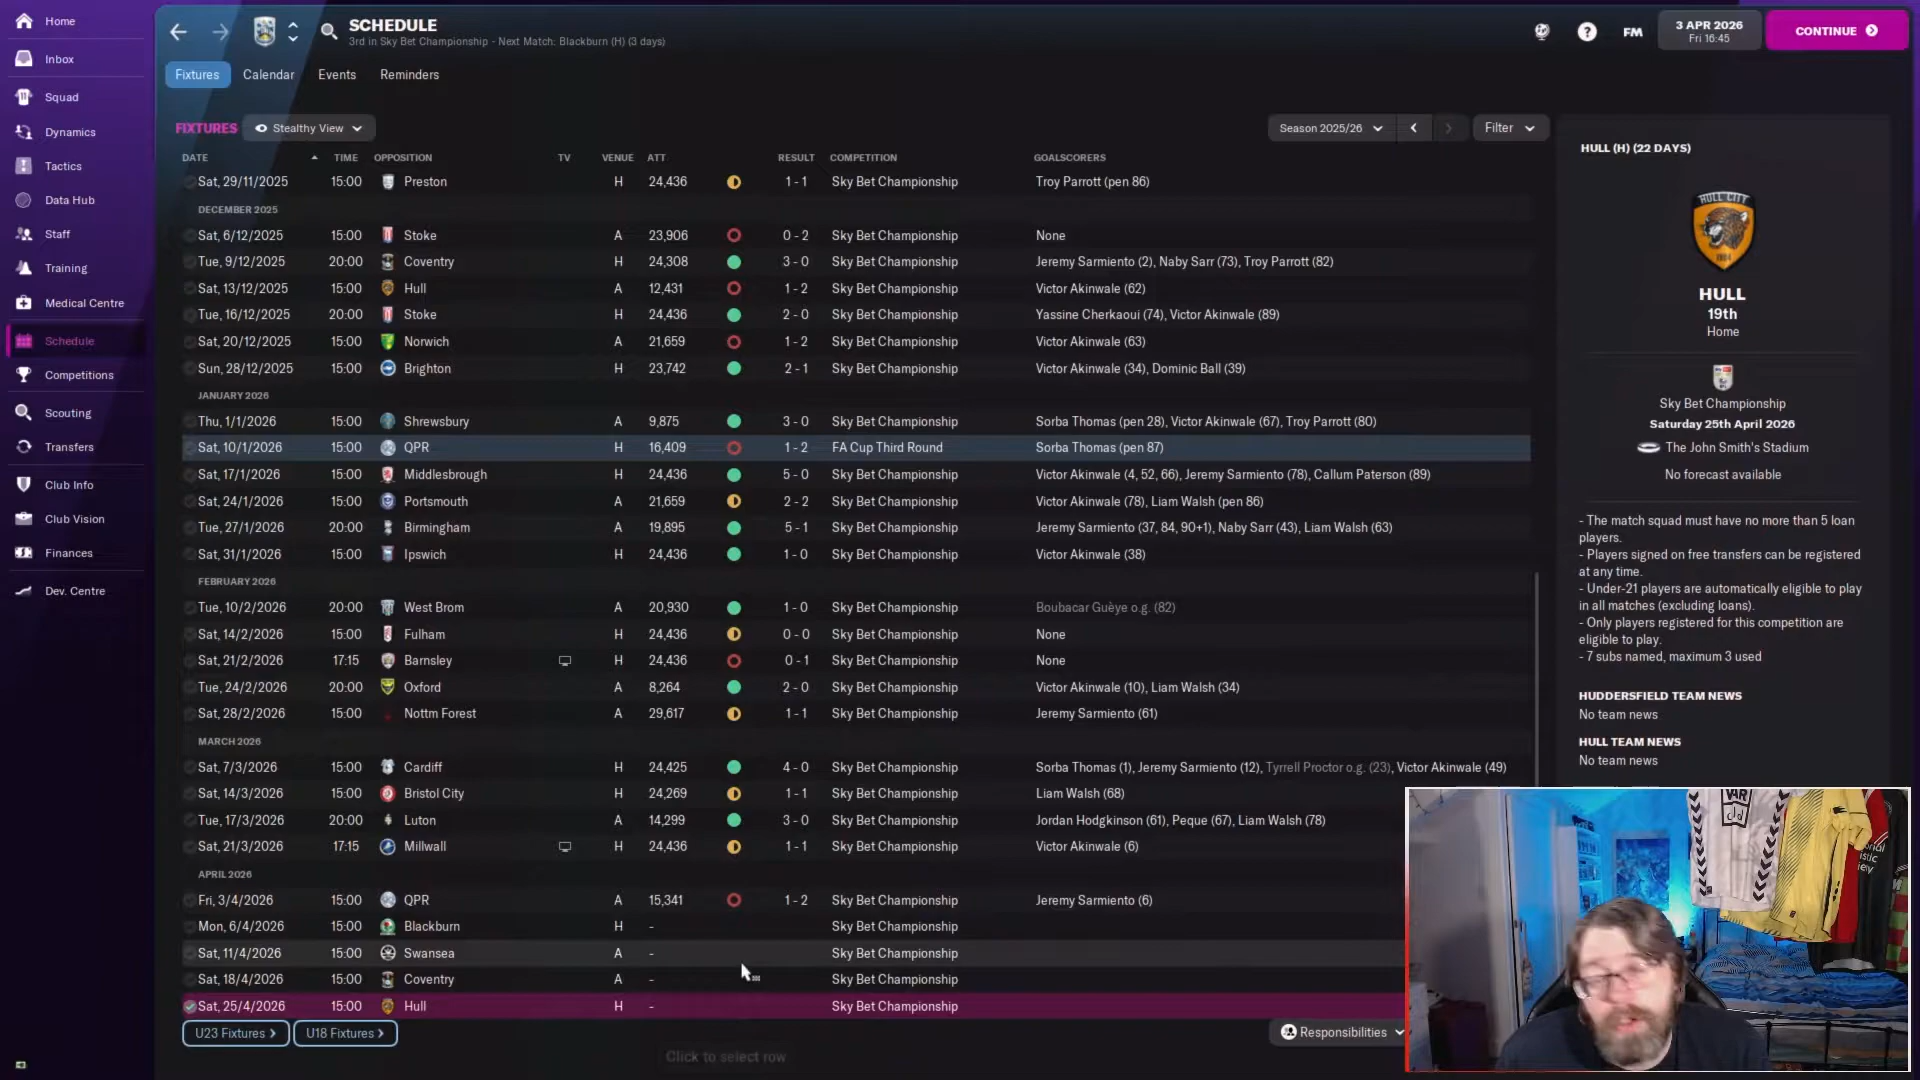 Home
Inbox
Squad
Dynamics
Tactics
Data Hub
Staff
Training
Medical Centre
Schedule
Competitions
Scouting
Transfers
Club Info
Club Vision
Finances
Dev. Centre
SCHEDULE
3rd in Sky Bet Championship - Next Match: Blackburn (H) (3 days)
FM
3 APR 2026
Fri 16:45
CONTINUE
Fixtures Calendar Events Reminders
FIXTURES Stealthy View Season 2025/26 Filter
DATE TIME OPPOSITION TV VENUE ATT RESULT COMPETITION GOALSCORERS
Sat, 29/11/2025 15:00 Preston H 24,436 1 - 1 Sky Bet Championship Troy Parrott (pen 86)
DECEMBER 2025
Sat, 6/12/2025 15:00 Stoke A 23,906 0 - 2 Sky Bet Championship None
Tue, 9/12/2025 20:00 Coventry H 24,308 3 - 0 Sky Bet Championship Jeremy Sarmiento (2), Naby Sarr (73), Troy Parrott (82)
Sat, 13/12/2025 15:00 Hull A 12,431 1 - 2 Sky Bet Championship Victor Akinwale (62)
Tue, 16/12/2025 20:00 Stoke H 24,436 2 - 0 Sky Bet Championship Yassine Cherkaoui (74), Victor Akinwale (89)
Sat, 20/12/2025 15:00 Norwich A 21,659 1 - 2 Sky Bet Championship Victor Akinwale (63)
Sun, 28/12/2025 15:00 Brighton H 23,742 2 - 1 Sky Bet Championship Victor Akinwale (34), Dominic Ball (39)
JANUARY 2026
Thu, 1/1/2026 15:00 Shrewsbury A 9,875 3 - 0 Sky Bet Championship Sorba Thomas (pen 28), Victor Akinwale (67), Troy Parrott (80)
Sat, 10/1/2026 15:00 QPR H 16,409 1 - 2 FA Cup Third Round Sorba Thomas (pen 87)
Sat, 17/1/2026 15:00 Middlesbrough H 24,436 5 - 0 Sky Bet Championship Victor Akinwale (4, 52, 66), Jeremy Sarmiento (78), Callum Paterson (89)
Sat, 24/1/2026 15:00 Portsmouth A 21,659 2 - 2 Sky Bet Championship Victor Akinwale (78), Liam Walsh (pen 86)
Tue, 27/1/2026 20:00 Birmingham A 19,895 5 - 1 Sky Bet Championship Jeremy Sarmiento (37, 84, 90+1), Naby Sarr (43), Liam Walsh (63)
Sat, 31/1/2026 15:00 Ipswich H 24,436 1 - 0 Sky Bet Championship Victor Akinwale (38)
FEBRUARY 2026
Tue, 10/2/2026 20:00 West Brom A 20,930 1 - 0 Sky Bet Championship Boubacar Guèye o.g. (82)
Sat, 14/2/2026 15:00 Fulham H 24,436 0 - 0 Sky Bet Championship None
Sat, 21/2/2026 17:15 Barnsley H 24,436 0 - 1 Sky Bet Championship None
Tue, 24/2/2026 20:00 Oxford A 8,264 2 - 0 Sky Bet Championship Victor Akinwale (10), Liam Walsh (34)
Sat, 28/2/2026 15:00 Nottm Forest A 29,617 1 - 1 Sky Bet Championship Jeremy Sarmiento (61)
MARCH 2026
Sat, 7/3/2026 15:00 Cardiff H 24,425 4 - 0 Sky Bet Championship Sorba Thomas (1), Jeremy Sarmiento (12), Tyrrell Proctor o.g. (23), Victor Akinwale (49)
Sat, 14/3/2026 15:00 Bristol City H 24,269 1 - 1 Sky Bet Championship Liam Walsh (68)
Tue, 17/3/2026 20:00 Luton A 14,299 3 - 0 Sky Bet Championship Jordan Hodgkinson (61), Peque (67), Liam Walsh (78)
Sat, 21/3/2026 17:15 Millwall H 24,436 1 - 1 Sky Bet Championship Victor Akinwale (6)
APRIL 2026
Fri, 3/4/2026 15:00 QPR A 15,341 1 - 2 Sky Bet Championship Jeremy Sarmiento (6)
Mon, 6/4/2026 15:00 Blackburn H - Sky Bet Championship
Sat, 11/4/2026 15:00 Swansea A - Sky Bet Championship
Sat, 18/4/2026 15:00 Coventry A - Sky Bet Championship
Sat, 25/4/2026 15:00 Hull H - Sky Bet Championship
U23 Fixtures > U18 Fixtures > Responsibilities
Click to select row
HULL (H) (22 DAYS)
HULL CITY
1904
HULL
19th
Home
Sky Bet Championship
Saturday 25th April 2026
The John Smith's Stadium
No forecast available
- The match squad must have no more than 5 loan
players.
- Players signed on free transfers can be registered
at any time.
- Under-21 players are automatically eligible to play
in all matches (excluding loans).
- Only players registered for this competition are
eligible to play.
- 7 subs named, maximum 3 used
HUDDERSFIELD TEAM NEWS
No team news
HULL TEAM NEWS
No team news
VAR